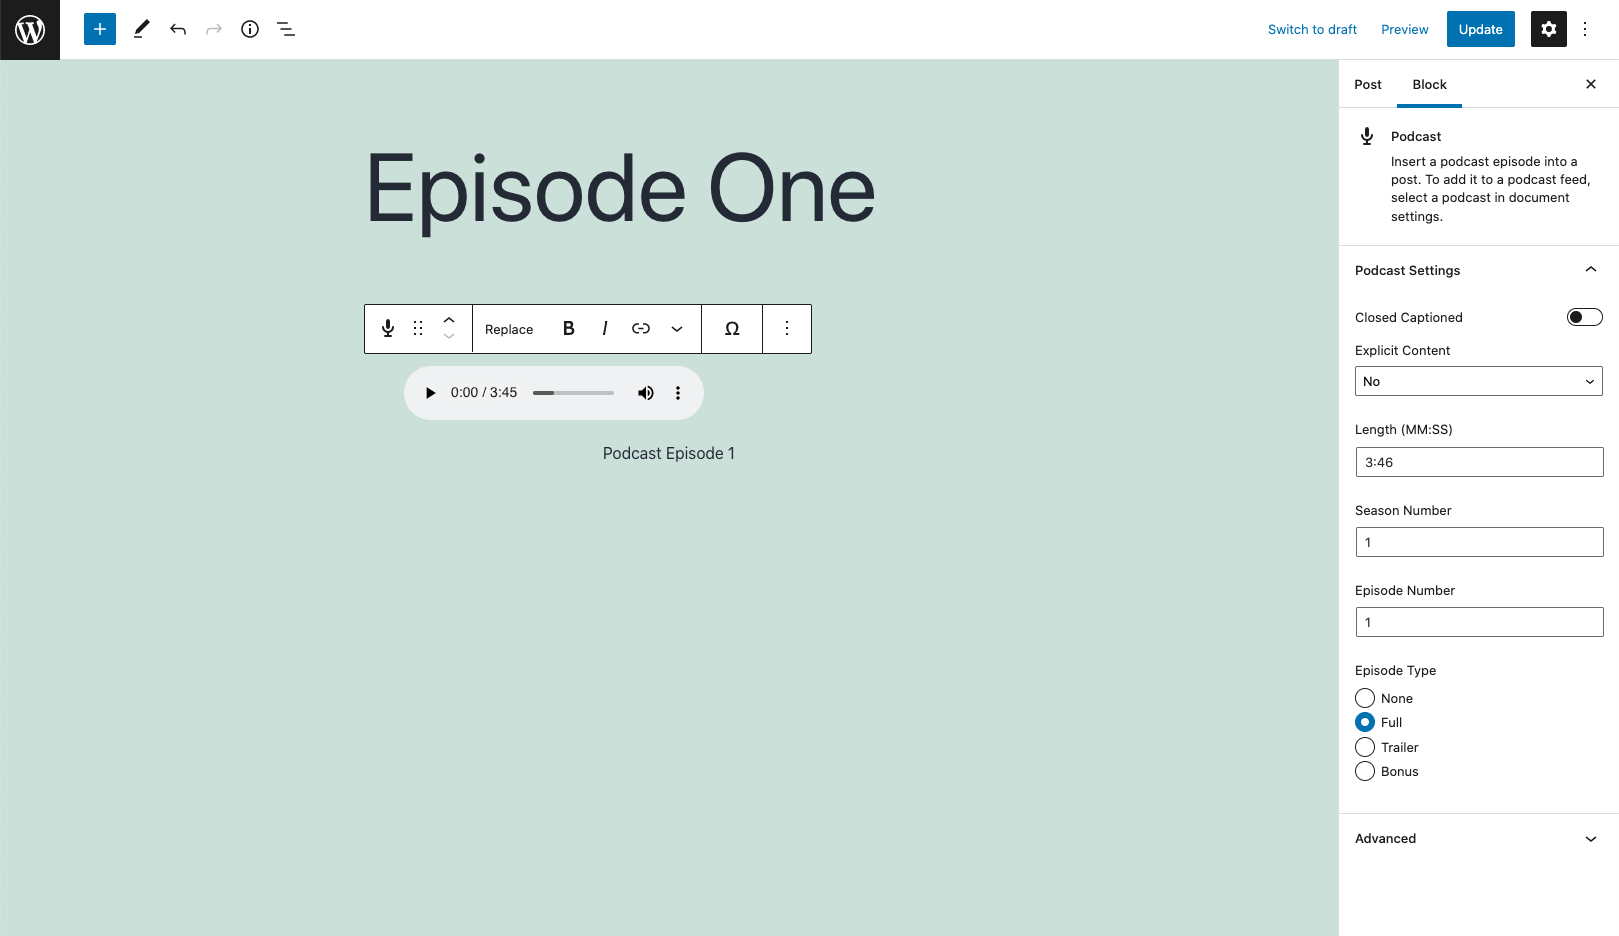 Switch to draft
Preview
Update
Episode One
Replace
B
I
Ω
0:00 / 3:45
Podcast Episode 1
Post
Block
Podcast
Insert a podcast episode into a
post. To add it to a podcast feed,
select a podcast in document
settings.
Podcast Settings
Closed Captioned
Explicit Content
No
Length (MM:SS)
3:46
Season Number
1
Episode Number
1
Episode Type
None
Full
Trailer
Bonus
Advanced